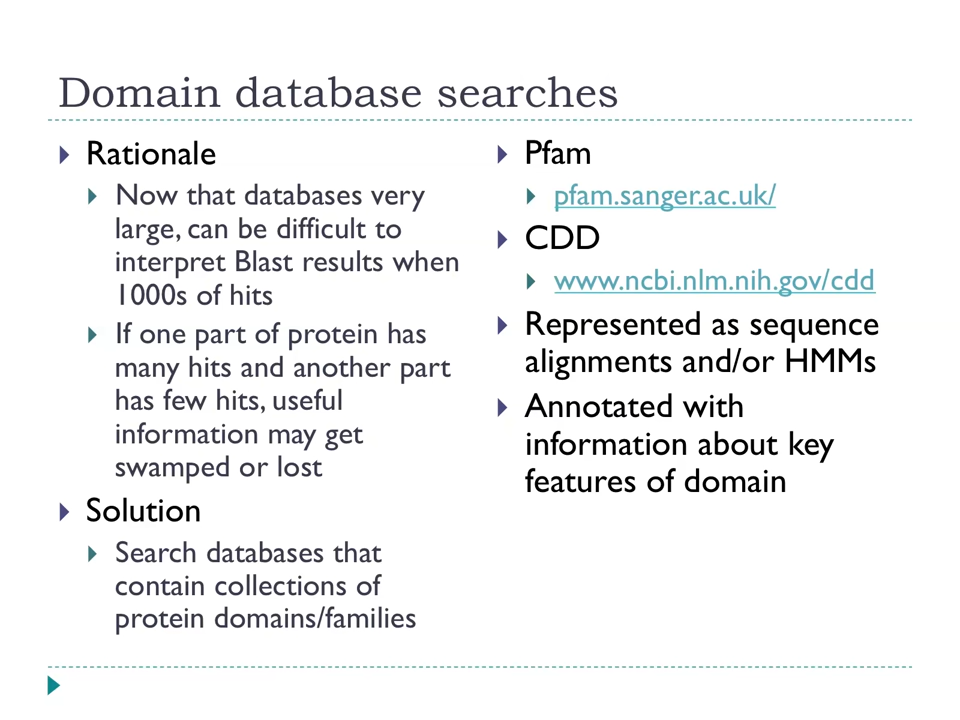 Domain database searches
Rationale
Now that databases very
large, can be difficult to
interpret Blast results when
1000s of hits
If one part of protein has
many hits and another part
has few hits, useful
information may get
swamped or lost
Solution
Search databases that
contain collections of
protein domains/families
Pfam
pfam.sanger.ac.uk/
CDD
www.ncbi.nlm.nih.gov/cdd
Represented as sequence
alignments and/or HMMs
Annotated with
information about key
features of domain